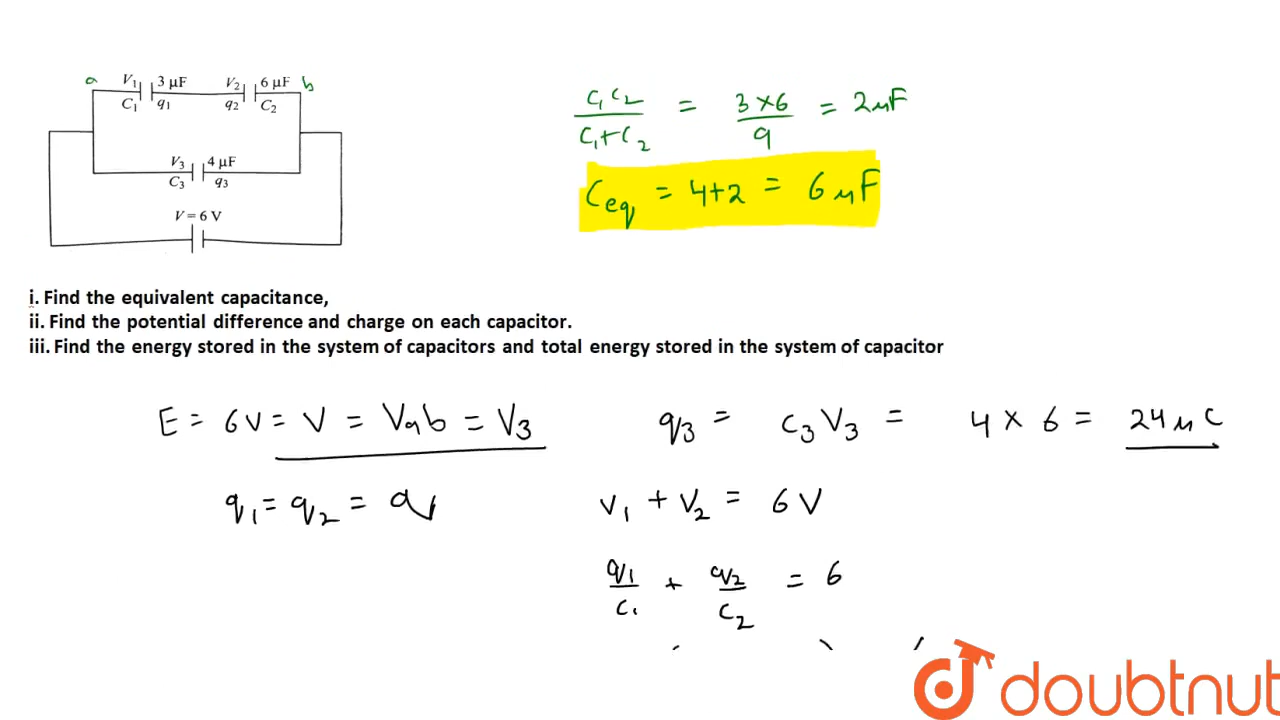 a V₁ 3 μF V₂ 6 μF b
C₁ q₁ q₂ C₂
V₃ 4 μF
C₃ q₃
V = 6 V
C₁C₂/C₁+C₂ = 3×6/9 = 2μF
Ceq = 4+2 = 6μF
i. Find the equivalent capacitance,
ii. Find the potential difference and charge on each capacitor.
iii. Find the energy stored in the system of capacitors and total energy stored in the system of capacitor
E = 6V = V = Vab = V₃ q₃ = C₃V₃ = 4 × 6 = 24μC
q₁ = q₂ = q V₁ + V₂ = 6V
q₁/C₁ + q₂/C₂ = 6
doubtnut